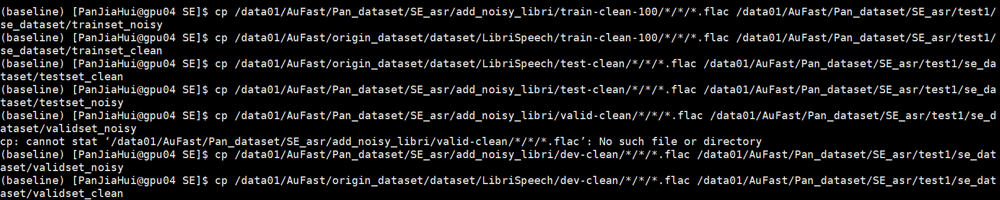 (baseline) [PanJiaHui@gpu04 SE]$ cp /data01/AuFast/Pan_dataset/SE_asr/add_noisy_libri/train-clean-100/*/*/*.flac /data01/AuFast/Pan_dataset/SE_asr/test1/
se_dataset/trainset_noisy
(baseline) [PanJiaHui@gpu04 SE]$ cp /data01/AuFast/origin_dataset/dataset/LibriSpeech/train-clean-100/*/*/*.flac /data01/AuFast/Pan_dataset/SE_asr/test1/
se_dataset/trainset_clean
(baseline) [PanJiaHui@gpu04 SE]$ cp /data01/AuFast/origin_dataset/dataset/LibriSpeech/test-clean/*/*/*.flac /data01/AuFast/Pan_dataset/SE_asr/test1/se_da
taset/testset_clean
(baseline) [PanJiaHui@gpu04 SE]$ cp /data01/AuFast/Pan_dataset/SE_asr/add_noisy_libri/test-clean/*/*/*.flac /data01/AuFast/Pan_dataset/SE_asr/test1/se_da
taset/testset_noisy
(baseline) [PanJiaHui@gpu04 SE]$ cp /data01/AuFast/Pan_dataset/SE_asr/add_noisy_libri/valid-clean/*/*/*.flac /data01/AuFast/Pan_dataset/SE_asr/test1/se_d
ataset/validset_noisy
cp: cannot stat ‘/data01/AuFast/Pan_dataset/SE_asr/add_noisy_libri/valid-clean/*/*/*.flac’: No such file or directory
(baseline) [PanJiaHui@gpu04 SE]$ cp /data01/AuFast/Pan_dataset/SE_asr/add_noisy_libri/dev-clean/*/*/*.flac /data01/AuFast/Pan_dataset/SE_asr/test1/se_dat
aset/validset_noisy
(baseline) [PanJiaHui@gpu04 SE]$ cp /data01/AuFast/origin_dataset/dataset/LibriSpeech/dev-clean/*/*/*.flac /data01/AuFast/Pan_dataset/SE_asr/test1/se_dat
aset/validset_clean